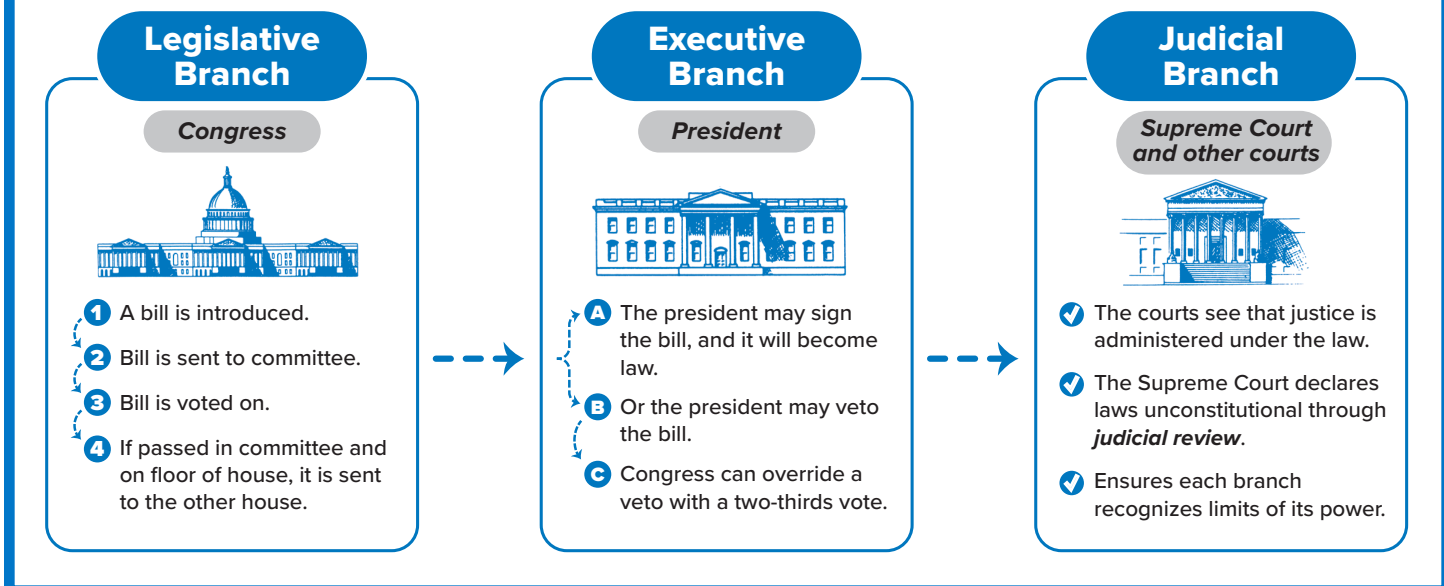 Legislative
Branch
Congress
1 A bill is introduced.
2 Bill is sent to committee.
3 Bill is voted on.
4 If passed in committee and
on floor of house, it is sent
to the other house.
Executive
Branch
President
A The president may sign
the bill, and it will become
law.
B Or the president may veto
the bill.
C Congress can override a
veto with a two-thirds vote.
Judicial
Branch
Supreme Court
and other courts
The courts see that justice is
administered under the law.
The Supreme Court declares
laws unconstitutional through
judicial review.
Ensures each branch
recognizes limits of its power.